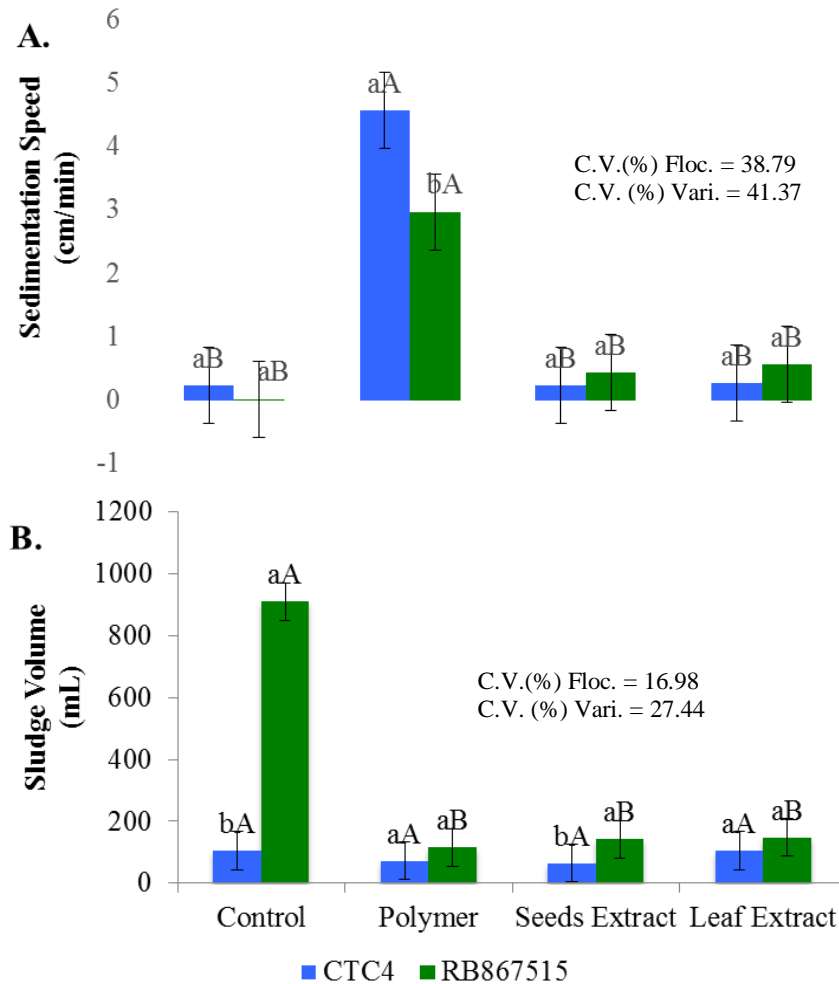 A.
Sedimentation Speed
(cm/min)
6
5
4
3
2
1
0
-1
aB
aB
aA
bA
aB
aB
aB
aB
C.V.(%) Floc. = 38.79
C.V. (%) Vari. = 41.37
B.
Sludge Volume
(mL)
1200
1000
800
600
400
200
0
bA
aA
aA
aB
bA
aB
aA
aB
C.V.(%) Floc. = 16.98
C.V. (%) Vari. = 27.44
Control
Polymer
Seeds Extract
Leaf Extract
CTC4
RB867515